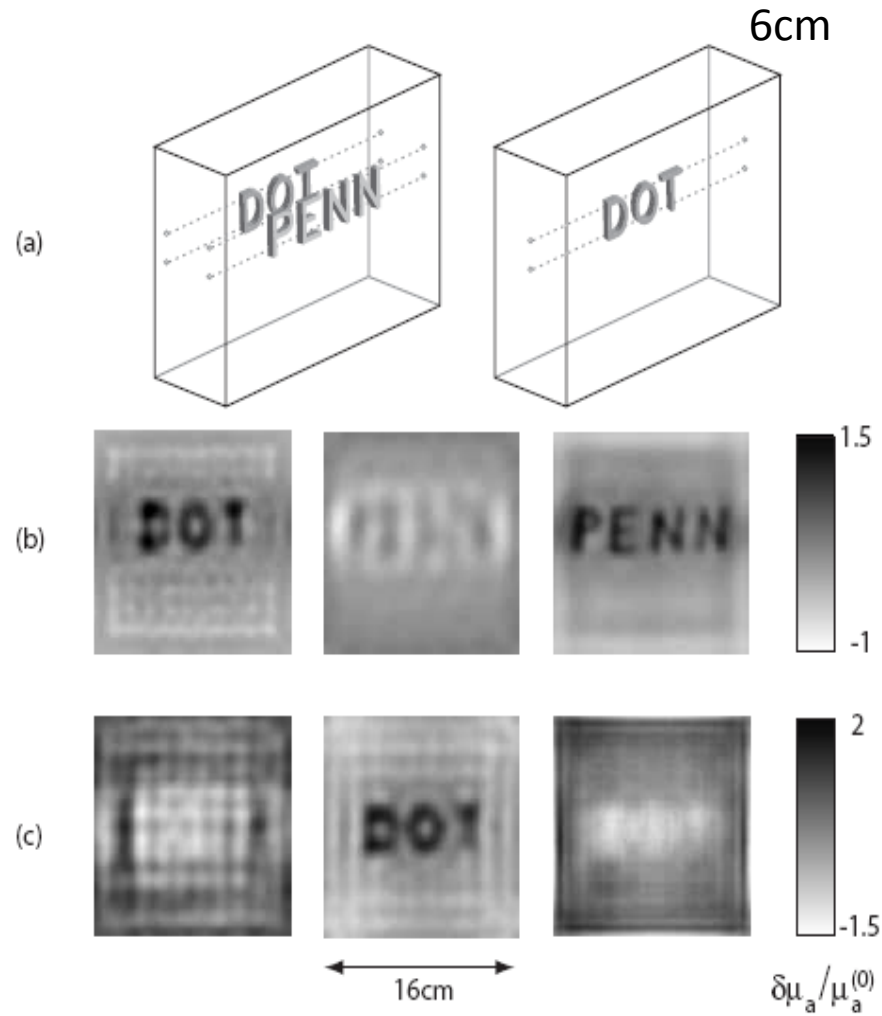 6cm
(a)
DOT
PENN
DOT
(b)
DOT
PENN
1.5
-1
(c)
DOT
2
-1.5
16cm
δμₐ/μₐ⁽⁰⁾